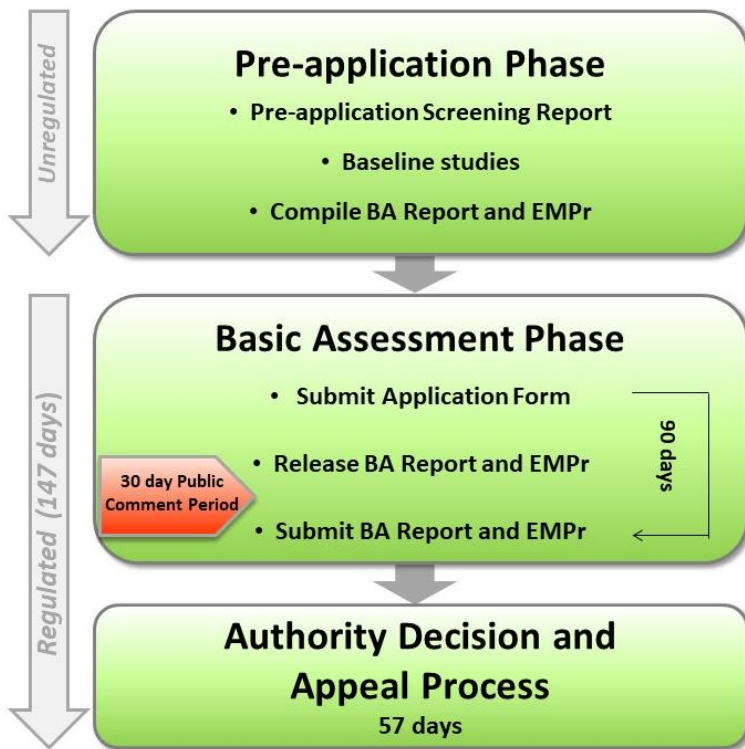 Unregulated
Pre-application Phase
• Pre-application Screening Report
• Baseline studies
• Compile BA Report and EMPr
Regulated (147 days)
Basic Assessment Phase
• Submit Application Form
90 days
30 day Public
Comment Period
• Release BA Report and EMPr
• Submit BA Report and EMPr
Authority Decision and
Appeal Process
57 days